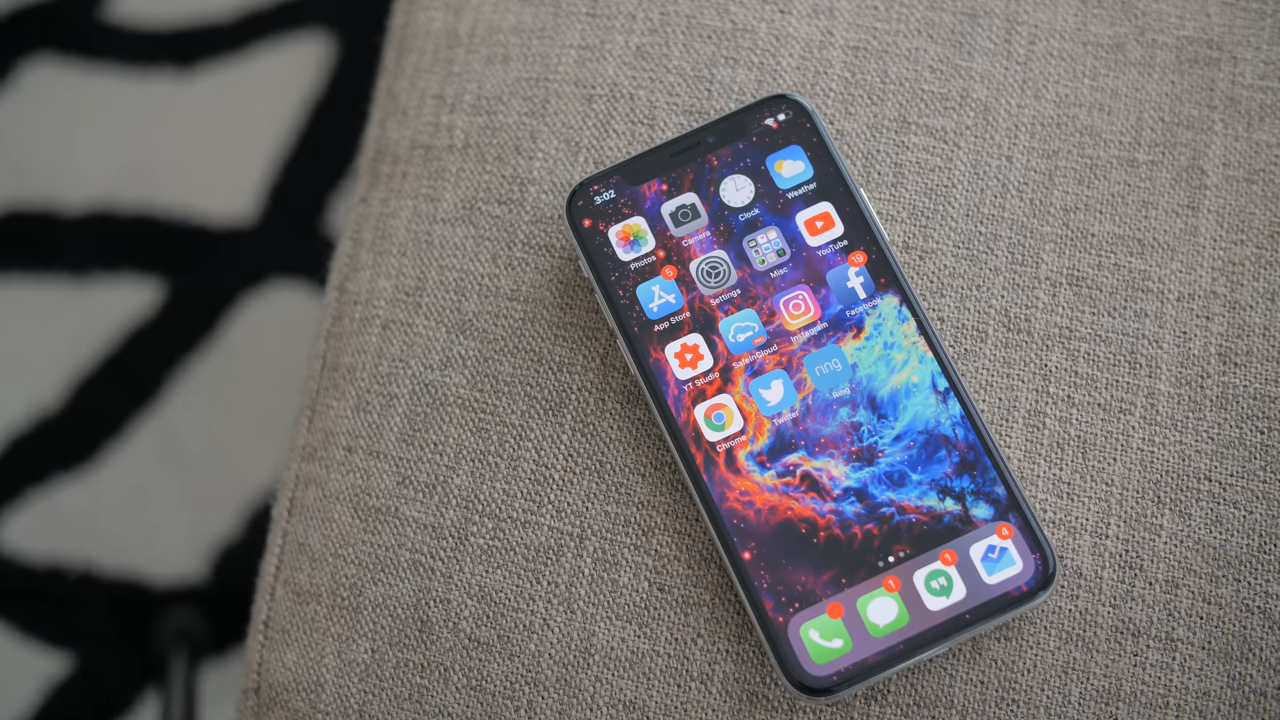 3:02
Photos
Camera
Clock
Weather
5
App Store
Settings
Misc
YouTube
YT Studio
PRO
SafeInCloud
Instagram
19
Facebook
Chrome
Twitter
ring
Ring
1
1
4